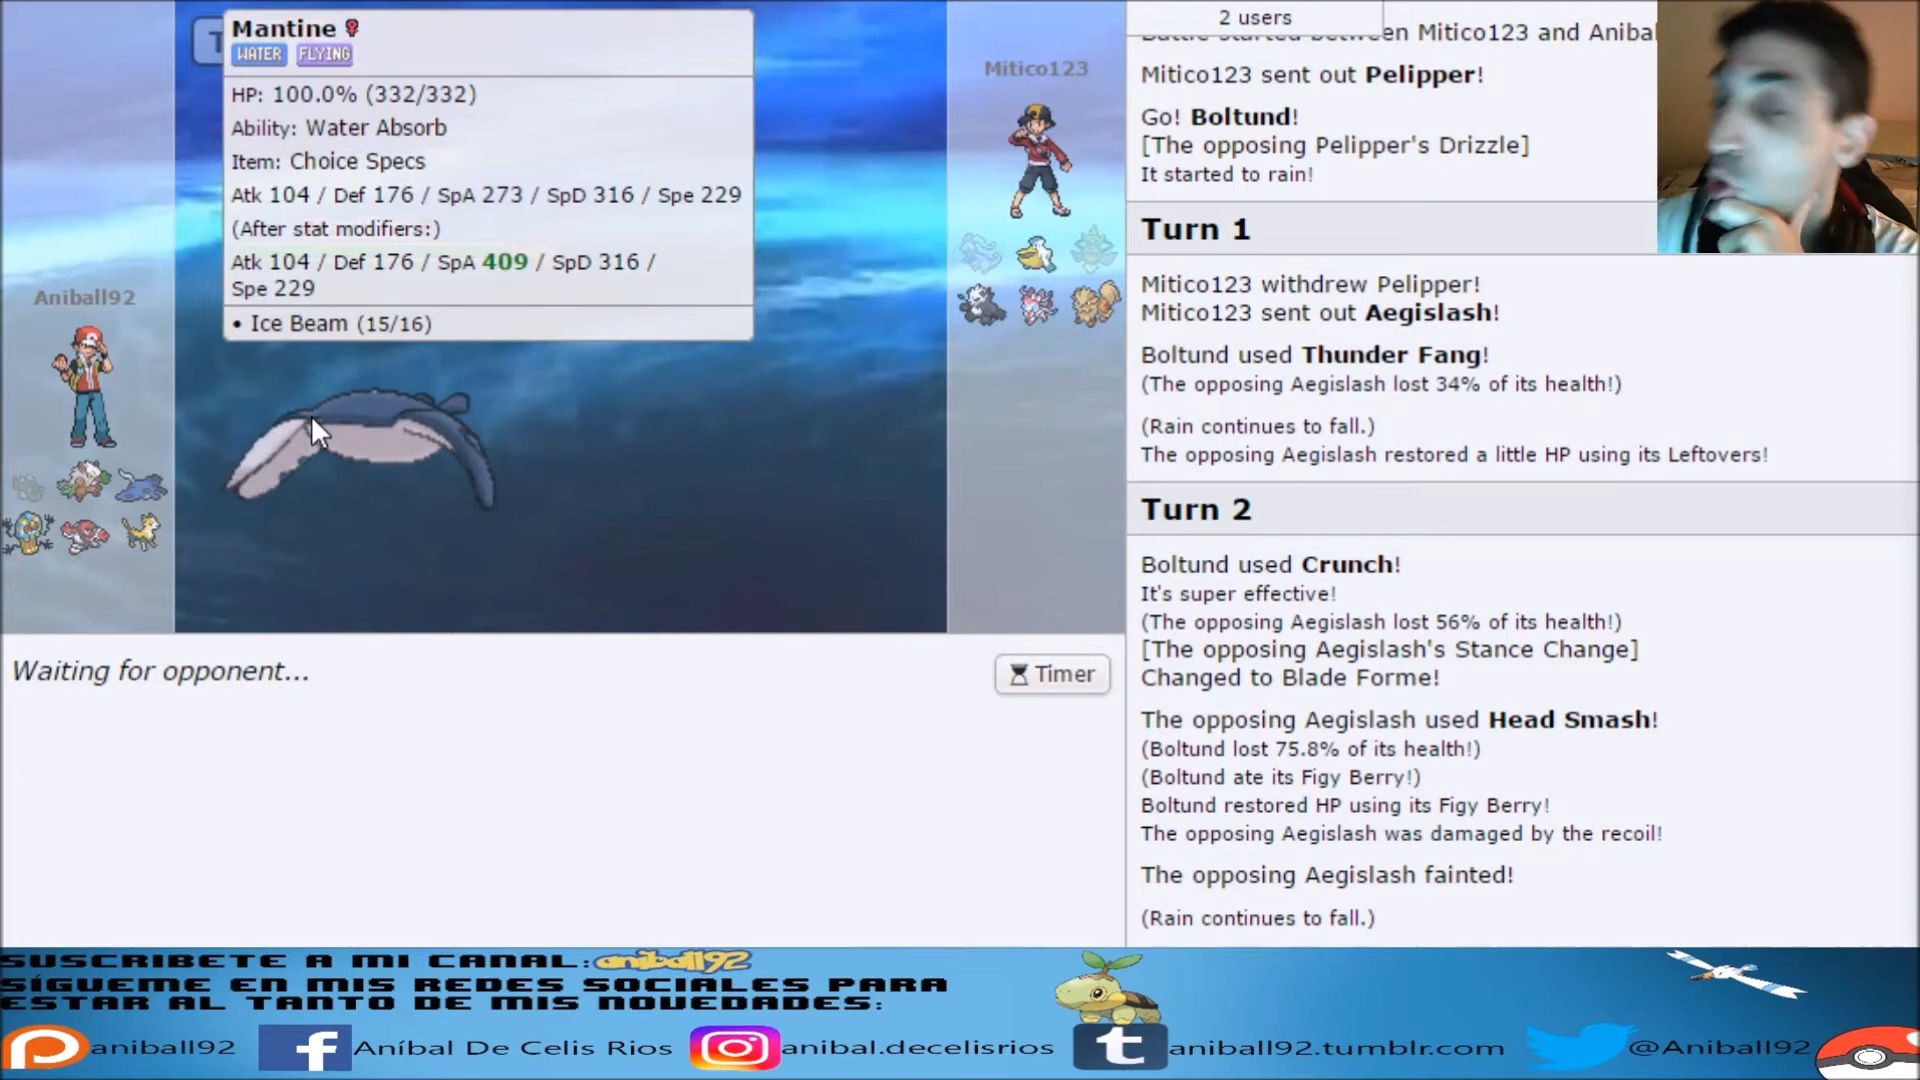 Mantine
WATER FLYING
HP: 100.0% (332/332)
Ability: Water Absorb
Item: Choice Specs
Atk 104 / Def 176 / SpA 273 / SpD 316 / Spe 229
(After stat modifiers:)
Atk 104 / Def 176 / SpA 409 / SpD 316 /
Spe 229
• Ice Beam (15/16)
Aniball92
Mitico123
Waiting for opponent...
Timer
2 users
Battle started between Mitico123 and Anibal
Mitico123 sent out Pelipper!
Go! Boltund!
[The opposing Pelipper's Drizzle]
It started to rain!
Turn 1
Mitico123 withdrew Pelipper!
Mitico123 sent out Aegislash!
Boltund used Thunder Fang!
(The opposing Aegislash lost 34% of its health!)
(Rain continues to fall.)
The opposing Aegislash restored a little HP using its Leftovers!
Turn 2
Boltund used Crunch!
It's super effective!
(The opposing Aegislash lost 56% of its health!)
[The opposing Aegislash's Stance Change]
Changed to Blade Forme!
The opposing Aegislash used Head Smash!
(Boltund lost 75.8% of its health!)
(Boltund ate its Figy Berry!)
Boltund restored HP using its Figy Berry!
The opposing Aegislash was damaged by the recoil!
The opposing Aegislash fainted!
(Rain continues to fall.)
SUSCRIBETE A MI CANAL: aniball92
SÍGUEME EN MIS REDES SOCIALES PARA
ESTAR AL TANTO DE MIS NOVEDADES:
aniball92
f Aníbal De Celis Rios
anibal.decelisrios
t aniball92.tumblr.com
@Aniball92